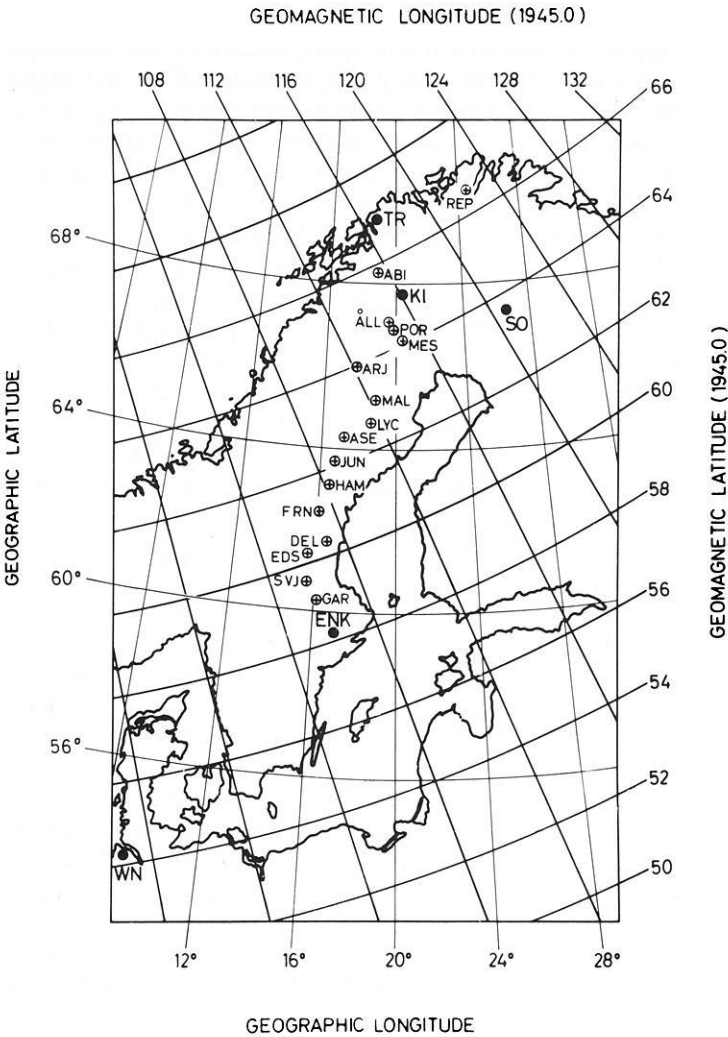 GEOMAGNETIC LONGITUDE (1945.0)
108 112 116 120 124 128 132
66
64
62
60
58
56
54
52
50
GEOMAGNETIC LATITUDE (1945.0)
68°
64°
60°
56°
GEOGRAPHIC LATITUDE
REP
TR
ABI
KI
SO
ÅLL
POR
MES
ARJ
MAL
LYC
ASE
JUN
HAM
FRN
DEL
EDS
SVJ
GAR
ENK
WN
12° 16° 20° 24° 28°
GEOGRAPHIC LONGITUDE